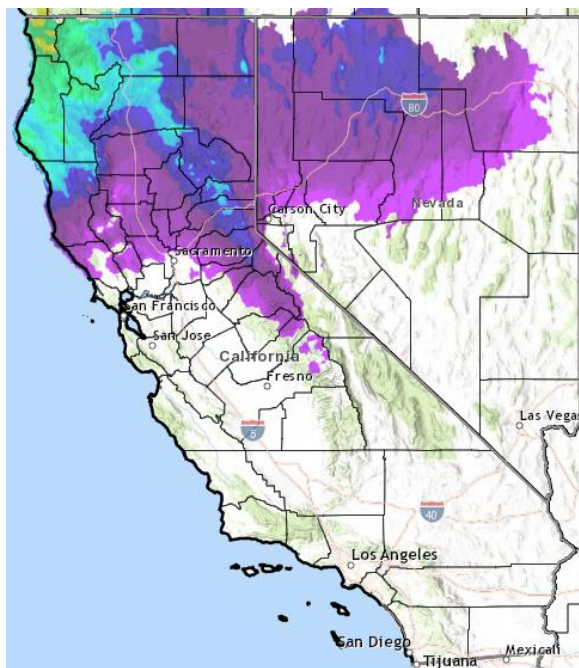 80
Carson City
Nevada
Sacramento
San Francisco
San Jose
California
Fresno
Las Vegas
5
40
Los Angeles
San Diego
Tijuana
Mexicali